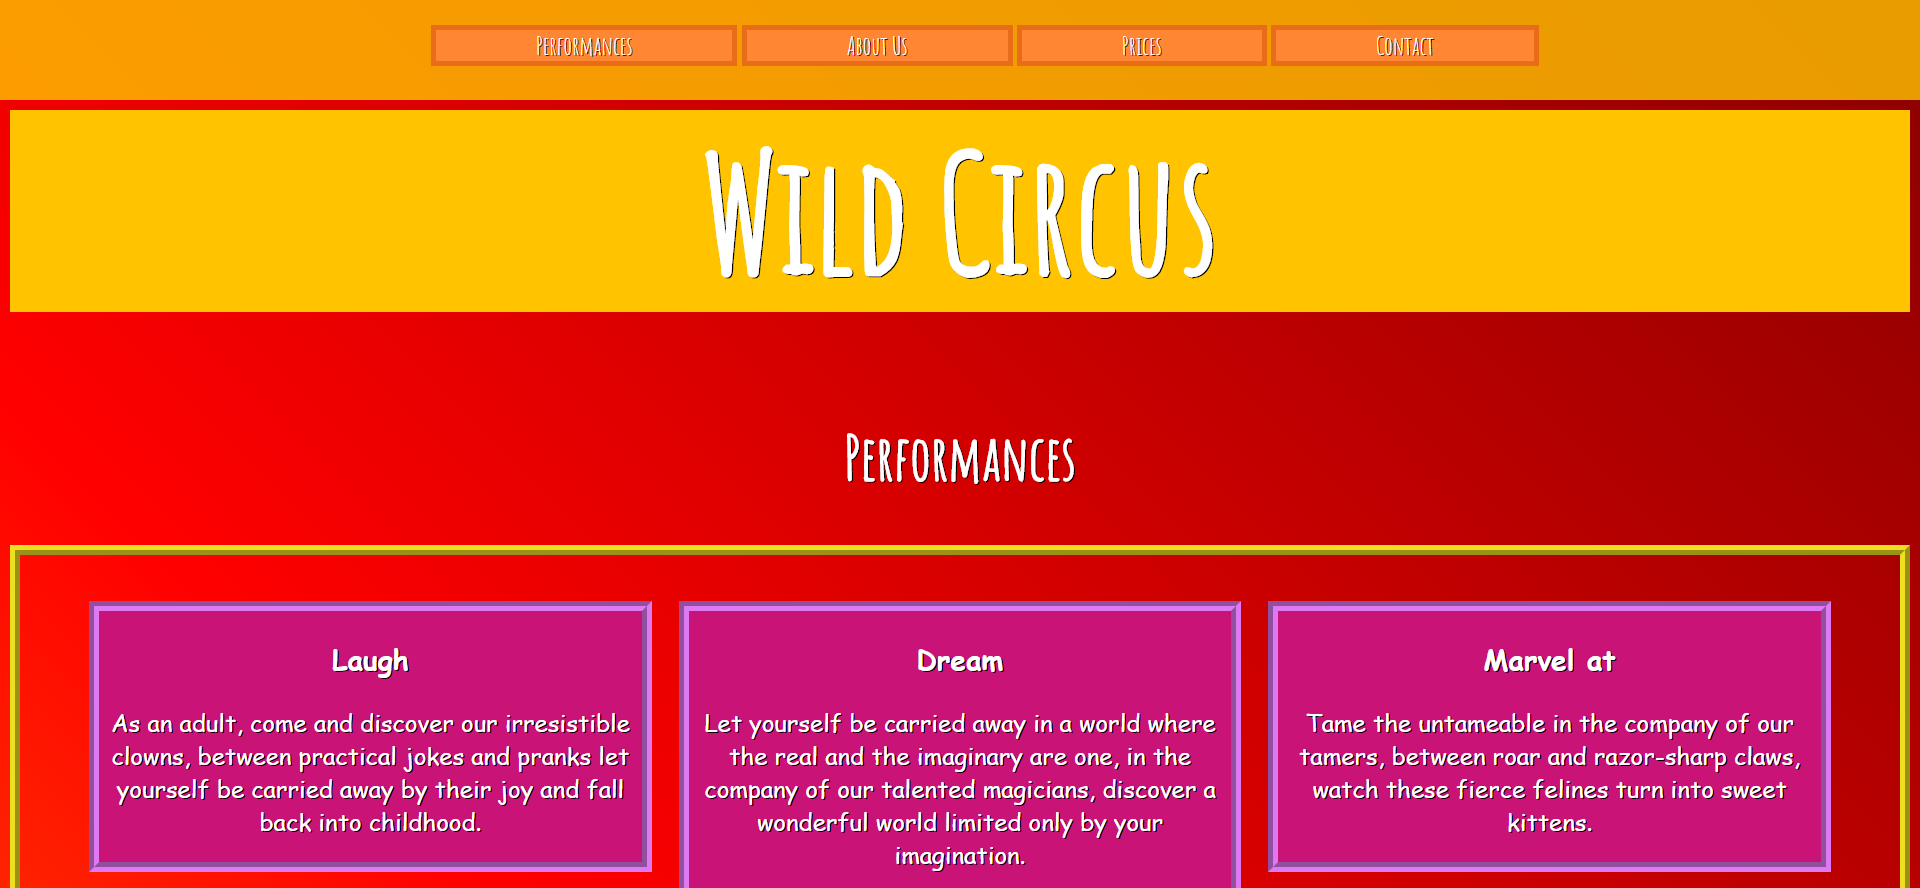 Performances
About Us
Prices
Contact
Wild Circus
Performances
Laugh
As an adult, come and discover our irresistible
clowns, between practical jokes and pranks let
yourself be carried away by their joy and fall
back into childhood.
Dream
Let yourself be carried away in a world where
the real and the imaginary are one, in the
company of our talented magicians, discover a
wonderful world limited only by your
imagination.
Marvel at
Tame the untameable in the company of our
tamers, between roar and razor-sharp claws,
watch these fierce felines turn into sweet
kittens.